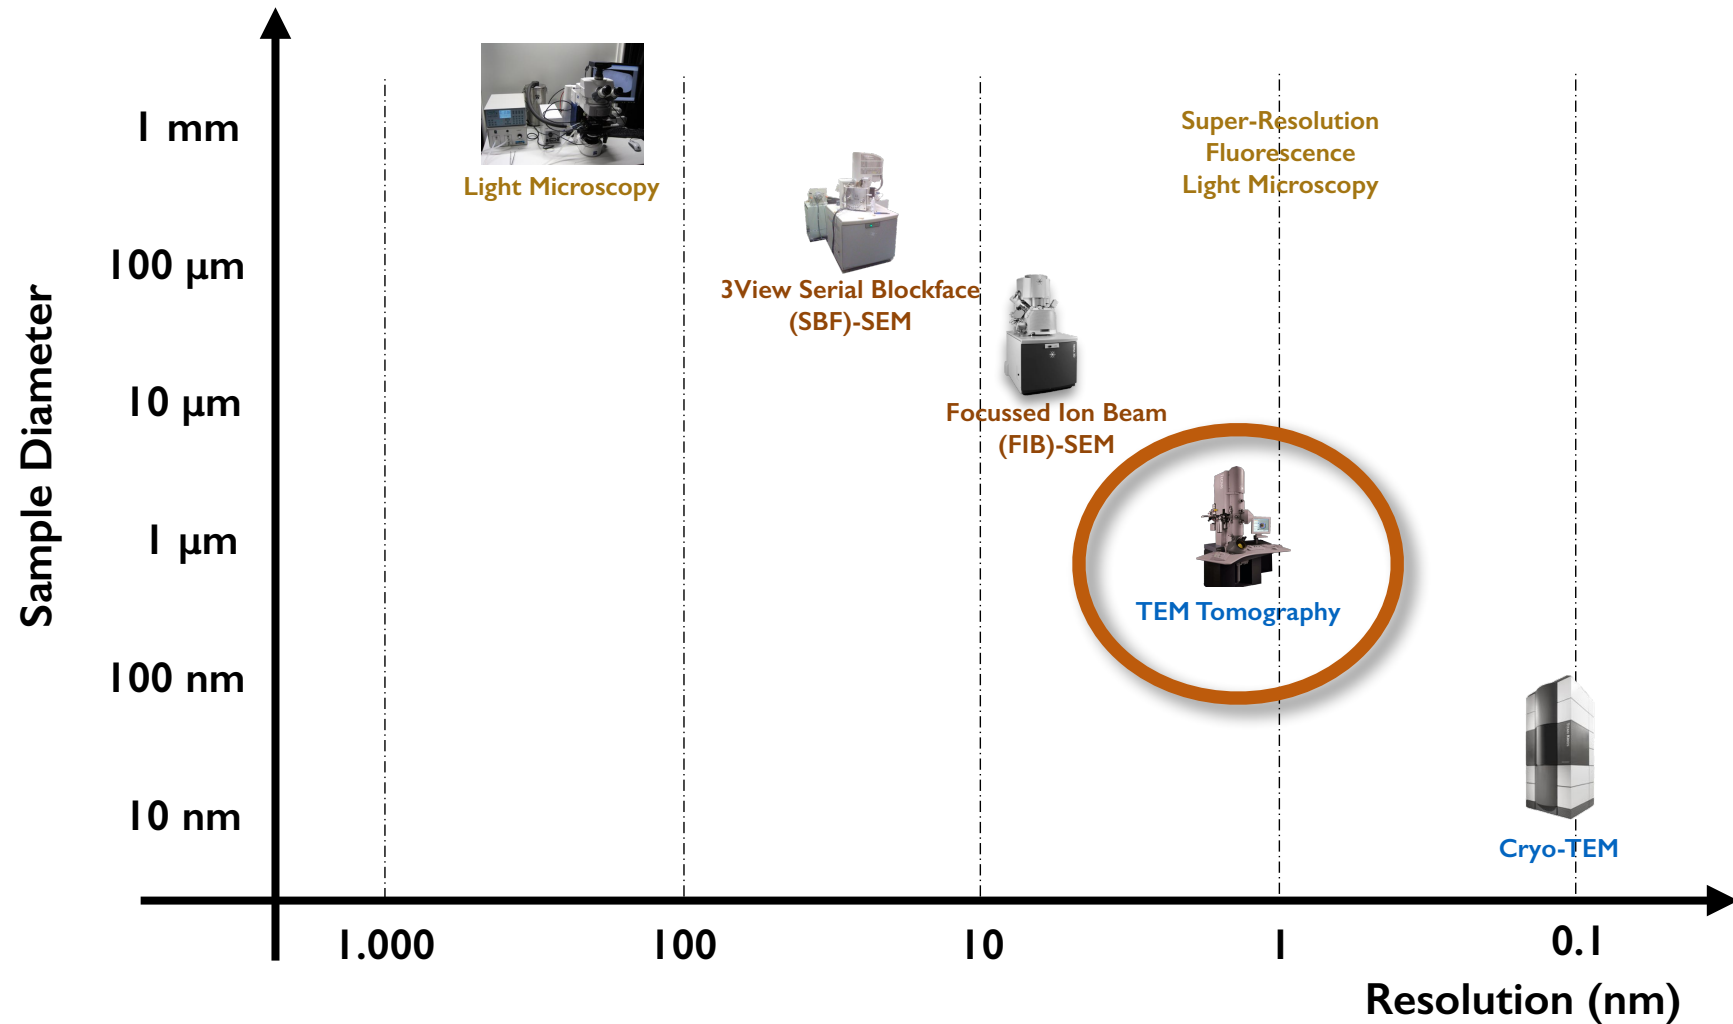 1 mm
Super-Resolution
Fluorescence
Light Microscopy
Light Microscopy
100 µm
3View Serial Blockface
(SBF)-SEM
Sample Diameter
10 µm
Focussed Ion Beam
(FIB)-SEM
1 µm
TEM Tomography
100 nm
10 nm
Cryo-TEM
1.000
100
10
1
0.1
Resolution (nm)